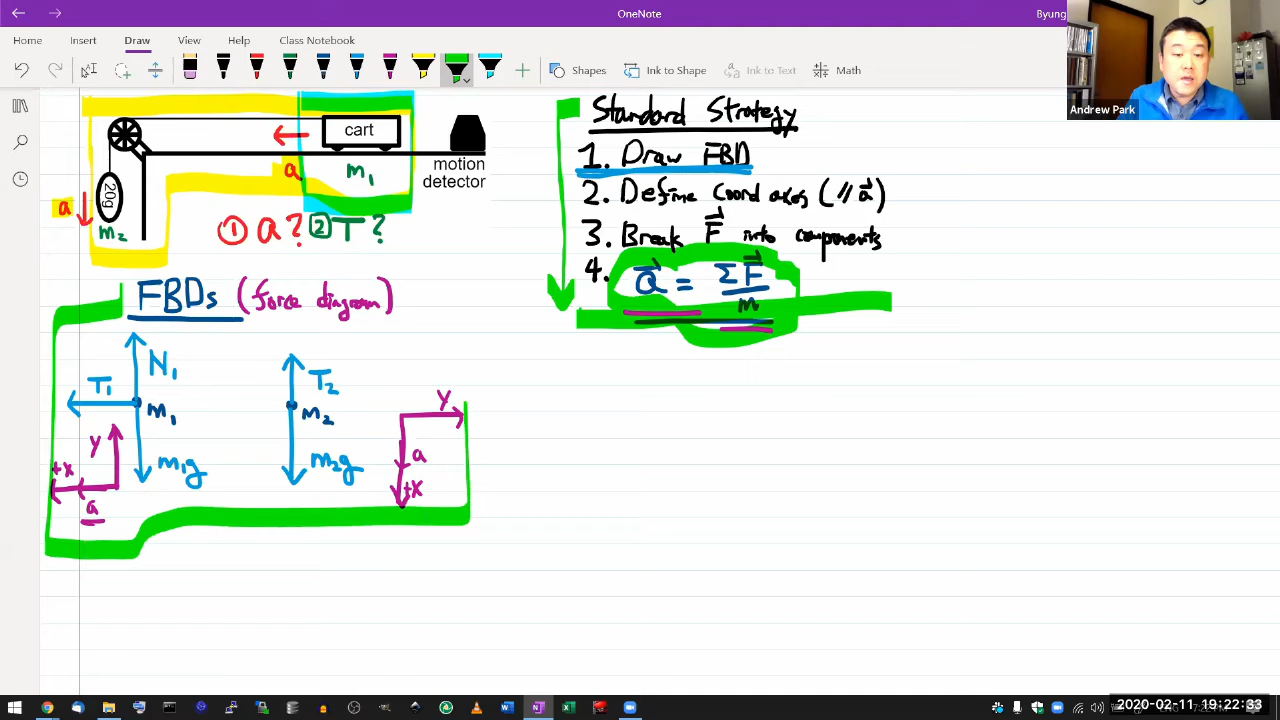 OneNote
Byung
Home Insert Draw View Help Class Notebook
Shapes Ink to Shape Ink to Text Math
Andrew Park
cart
m₁
motion
detector
a
a
20g
m₂
① a? ② T?
FBDs (force diagram)
N₁
T₁
m₁
m₁g
y
+x
a
T₂
m₂
m₂g
y
a
+x
Standard Strategy
1. Draw FBD
2. Define Coord axes (// a⃗)
3. Break F⃗ into components
4. a⃗ = ΣF⃗/m
2020-02-11 19:22:33